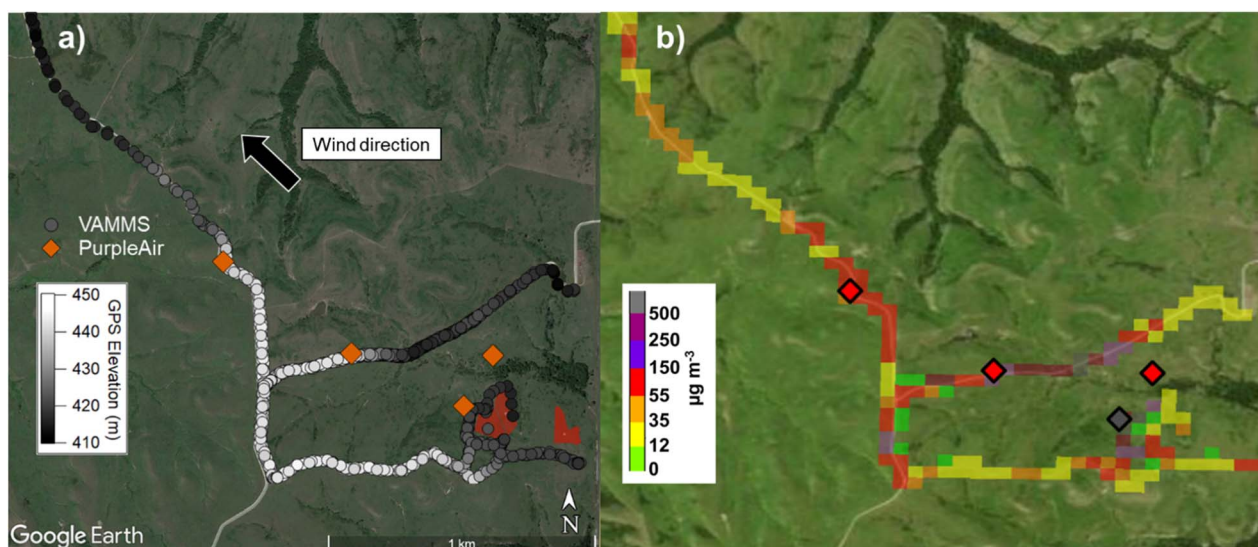 a)
Wind direction
VAMMS
PurpleAir
450
440
430
420
410
GPS Elevation (m)
Google Earth
1 km
N
b)
500
250
150
55
35
12
0
µg m⁻³